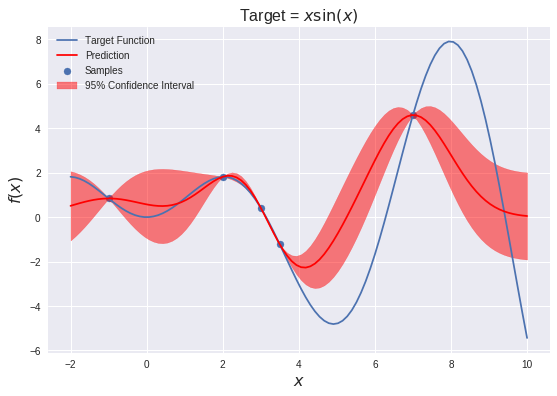 Target = x sin(x)
Target Function
Prediction
Samples
95% Confidence Interval
f(x)
8
6
4
2
0
−2
−4
−6
−2 0 2 4 6 8 10
x